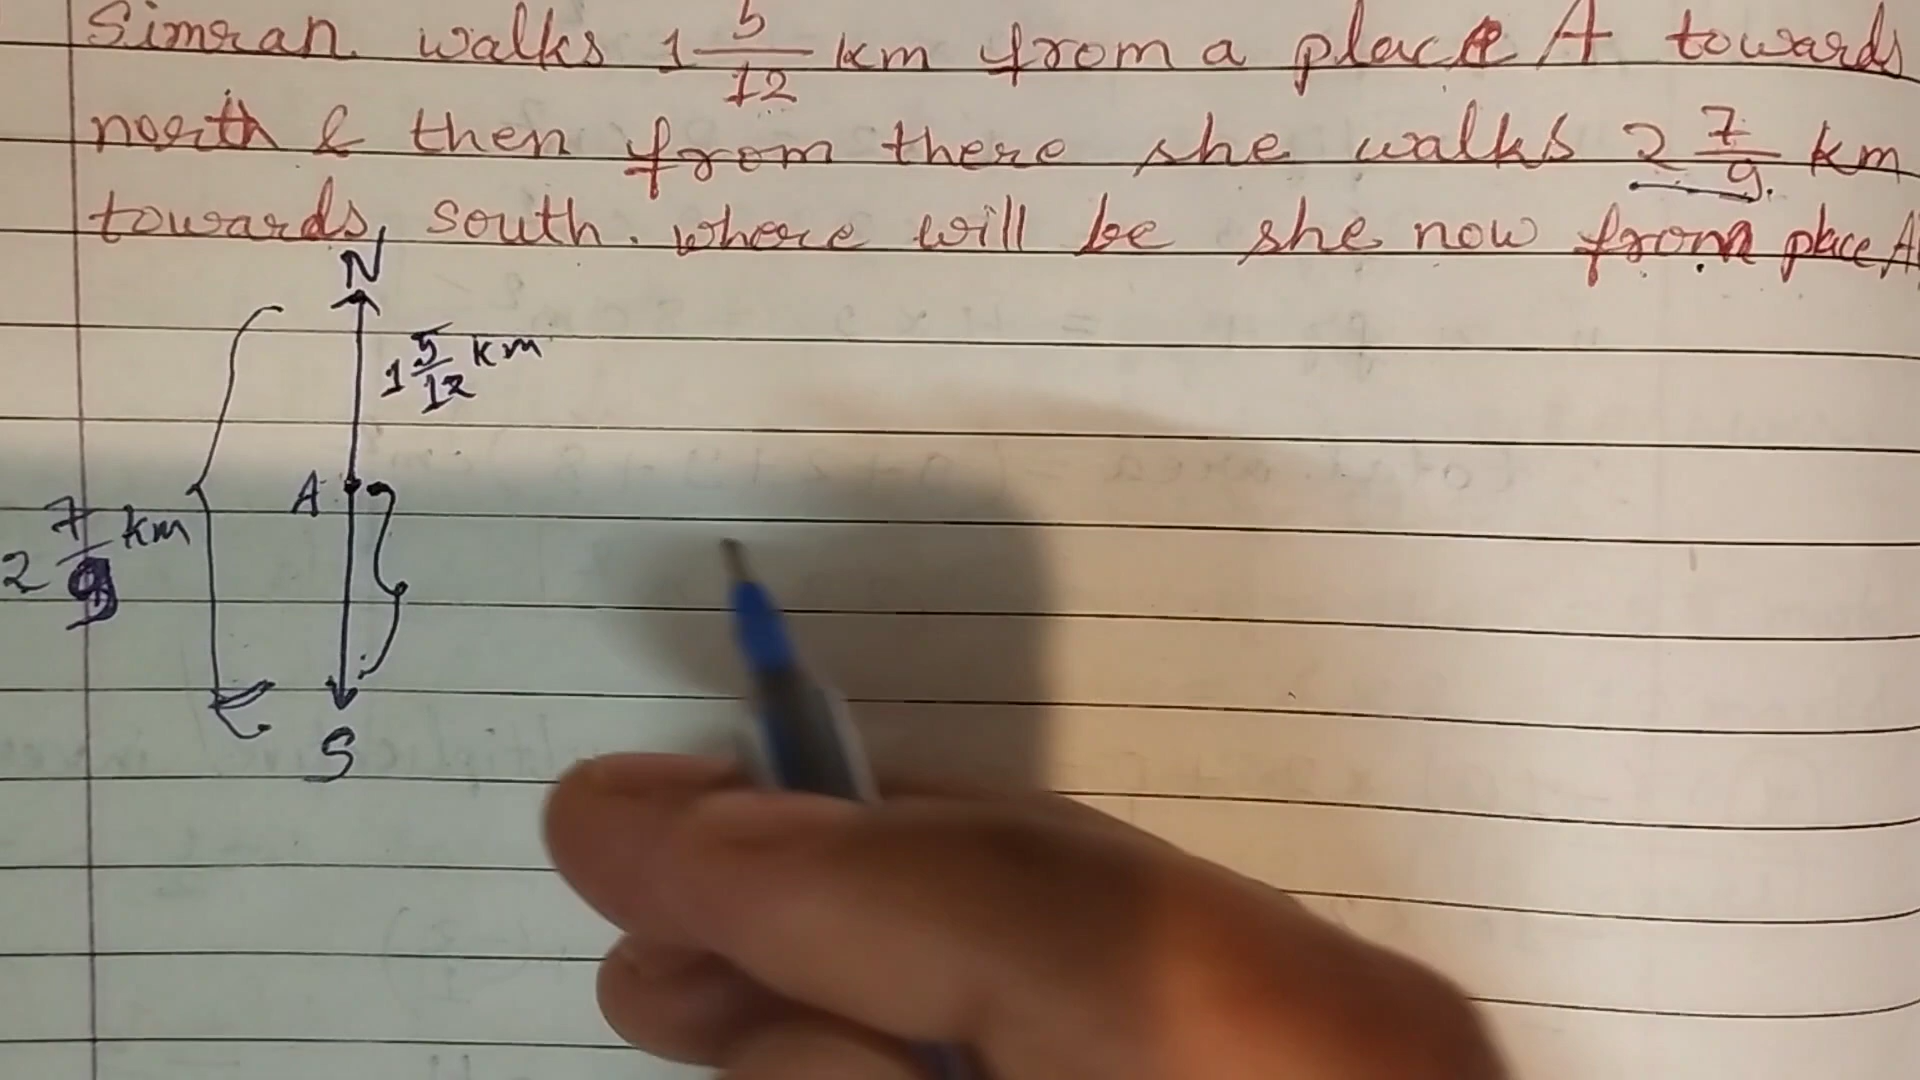 Simran walks 1 5/12 km from a place A towards
north & then from there she walks 2 7/9 km
towards south. where will be she now from place A
N
1 5/12 km
A
2 7/9 km
S